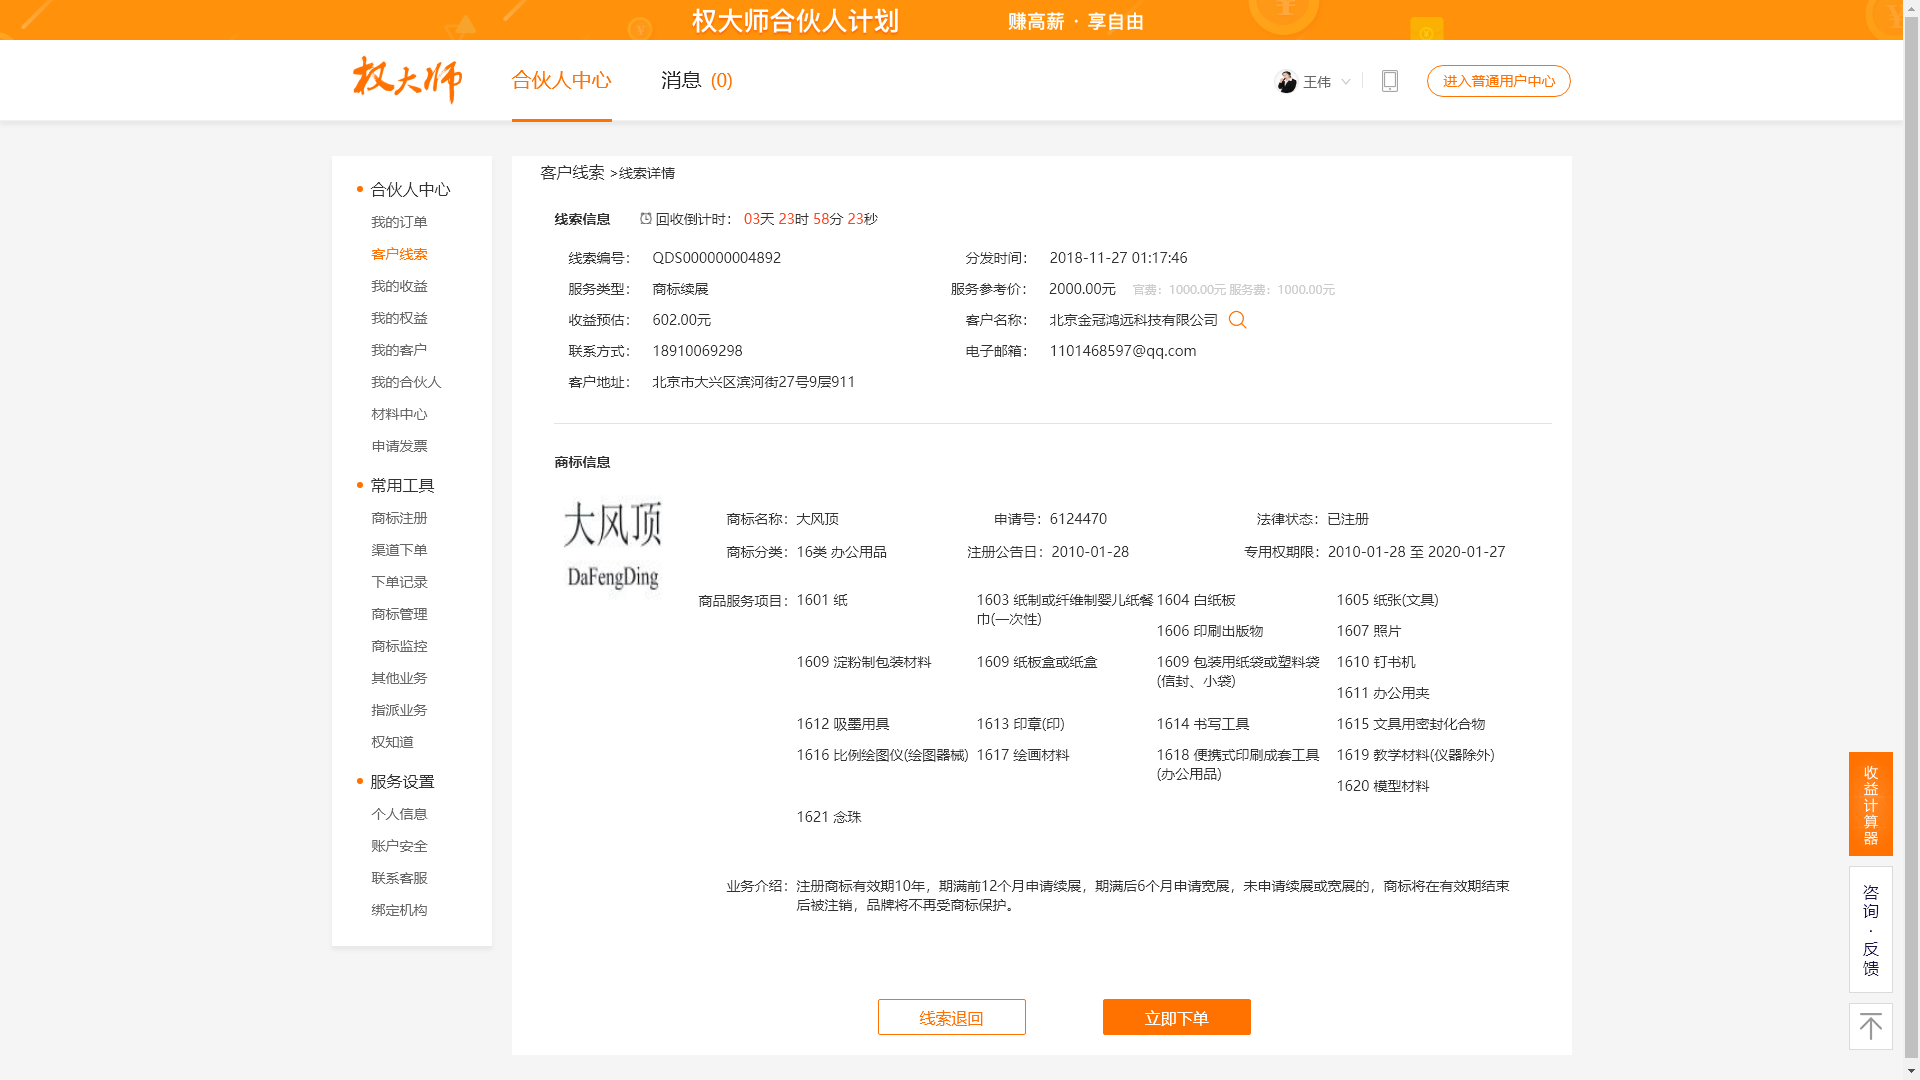 权大师合伙人计划 赚高薪 · 享自由
权大师 合伙人中心 消息 (0) 王伟 进入普通用户中心
合伙人中心
我的订单
客户线索
我的收益
我的权益
我的客户
我的合伙人
材料中心
申请发票
常用工具
商标注册
渠道下单
下单记录
商标管理
商标监控
其他业务
指派业务
权知道
服务设置
个人信息
账户安全
联系客服
绑定机构
客户线索 >线索详情
线索信息 回收倒计时： 03天 23时 58分 23秒
线索编号： QDS000000004892 分发时间： 2018-11-27 01:17:46
服务类型： 商标续展 服务参考价： 2000.00元 官费：1000.00元 服务费：1000.00元
收益预估： 602.00元 客户名称： 北京金冠鸿远科技有限公司
联系方式： 18910069298 电子邮箱： 1101468597@qq.com
客户地址： 北京市大兴区滨河街27号9层911
商标信息
大风顶
DaFengDing
商标名称：大风顶 申请号：6124470 法律状态：已注册
商标分类：16类 办公用品 注册公告日：2010-01-28 专用权期限：2010-01-28 至 2020-01-27
商品服务项目：1601 纸 1603 纸制或纤维制婴儿纸餐 1604 白纸板 1605 纸张(文具)
巾(一次性)
1606 印刷出版物 1607 照片
1609 淀粉制包装材料 1609 纸板盒或纸盒 1609 包装用纸袋或塑料袋 1610 钉书机
(信封、小袋)
1611 办公用夹
1612 吸墨用具 1613 印章(印) 1614 书写工具 1615 文具用密封化合物
1616 比例绘图仪(绘图器械) 1617 绘画材料 1618 便携式印刷成套工具 1619 教学材料(仪器除外)
(办公用品)
1620 模型材料
1621 念珠
业务介绍：注册商标有效期10年，期满前12个月申请续展，期满后6个月申请宽展，未申请续展或宽展的，商标将在有效期结束
后被注销，品牌将不再受商标保护。
线索退回 立即下单
收益计算器
咨询·反馈